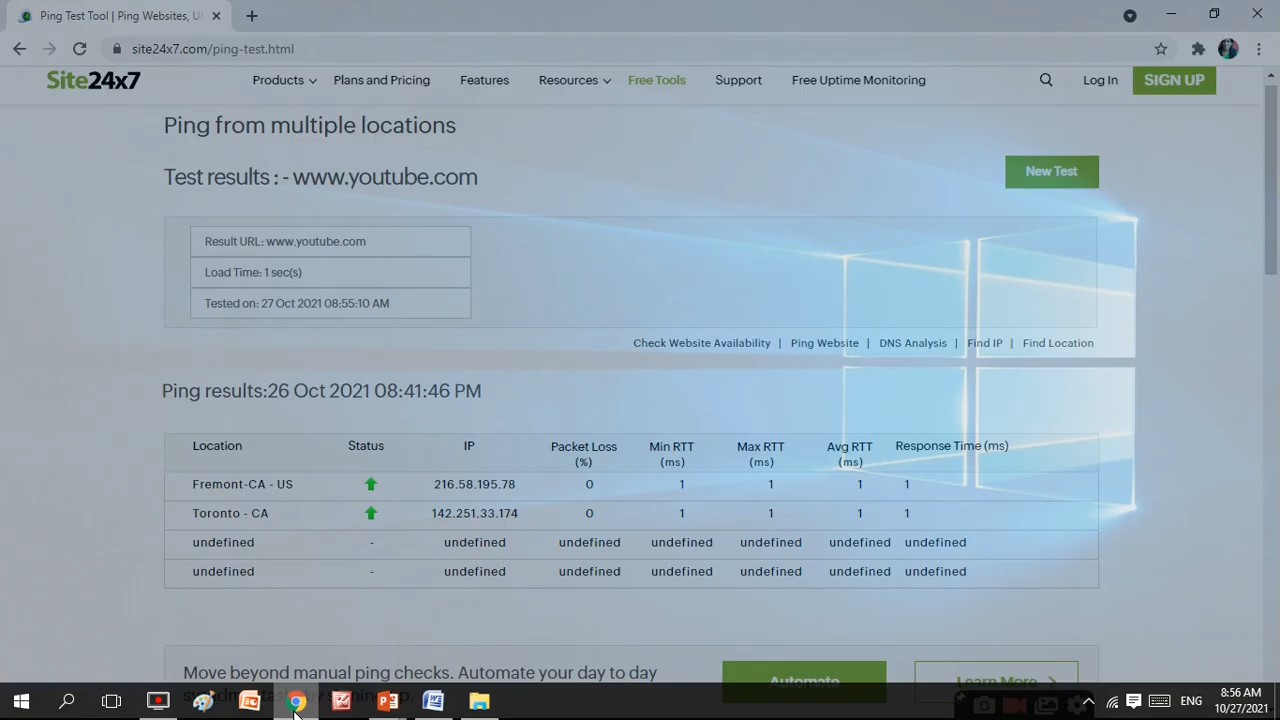 Ping Test Tool | Ping Websites, U
site24x7.com/ping-test.html
Site24x7 Products Plans and Pricing Features Resources Free Tools Support Free Uptime Monitoring Log In SIGN UP
Ping from multiple locations
Test results : - www.youtube.com New Test
Result URL: www.youtube.com
Load Time: 1 sec(s)
Tested on: 27 Oct 2021 08:55:10 AM
Check Website Availability | Ping Website | DNS Analysis | Find IP | Find Location
Ping results:26 Oct 2021 08:41:46 PM
Location Status IP Packet Loss (%) Min RTT (ms) Max RTT (ms) Avg RTT (ms) Response Time (ms)
Fremont-CA - US 216.58.195.78 0 1 1 1 1
Toronto - CA 142.251.33.174 0 1 1 1 1
undefined - undefined undefined undefined undefined undefined undefined
undefined - undefined undefined undefined undefined undefined undefined
Move beyond manual ping checks. Automate your day to day
Automate Learn More
ENG 8:56 AM
10/27/2021